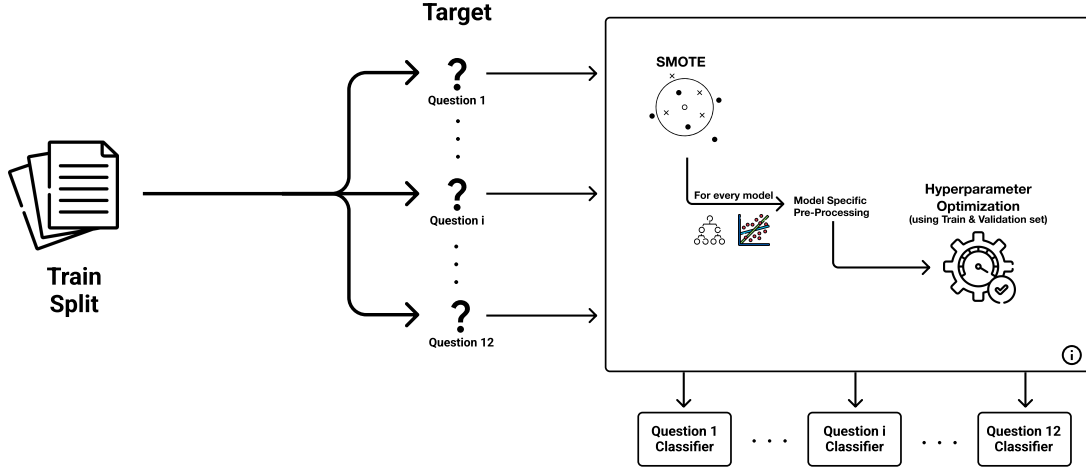 Target
?
Question 1
?
Question i
?
Question 12
Train
Split
SMOTE
For every model
Model Specific
Pre-Processing
Hyperparameter
Optimization
(using Train & Validation set)
i
Question 1
Classifier
. . .
Question i
Classifier
. . .
Question 12
Classifier